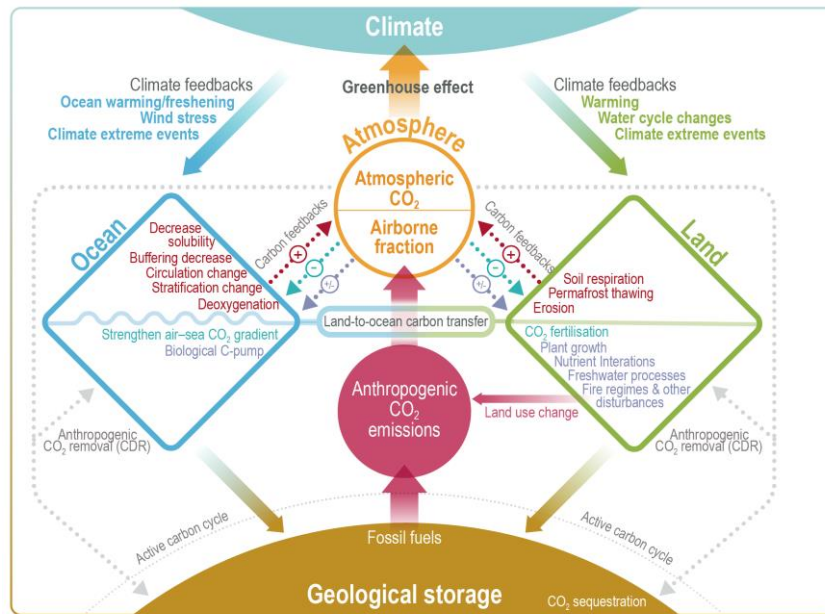 Climate
Climate feedbacks
Ocean warming/freshening
Wind stress
Climate extreme events
Greenhouse effect
Climate feedbacks
Warming
Water cycle changes
Climate extreme events
Atmosphere
Atmospheric
CO₂
Airborne
fraction
Ocean
Decrease
solubility
Buffering decrease
Circulation change
Stratification change
Deoxygenation
Strengthen air–sea CO₂ gradient
Biological C-pump
Carbon feedbacks
+
−
+/-
Carbon feedbacks
+
−
+/-
Land
Soil respiration
Permafrost thawing
Erosion
CO₂ fertilisation
Plant growth
Nutrient Interations
Freshwater processes
Fire regimes & other
disturbances
Land-to-ocean carbon transfer
Anthropogenic
CO₂
emissions
Land use change
Anthropogenic
CO₂ removal (CDR)
Anthropogenic
CO₂ removal (CDR)
Active carbon cycle
Active carbon cycle
Fossil fuels
Geological storage
CO₂ sequestration